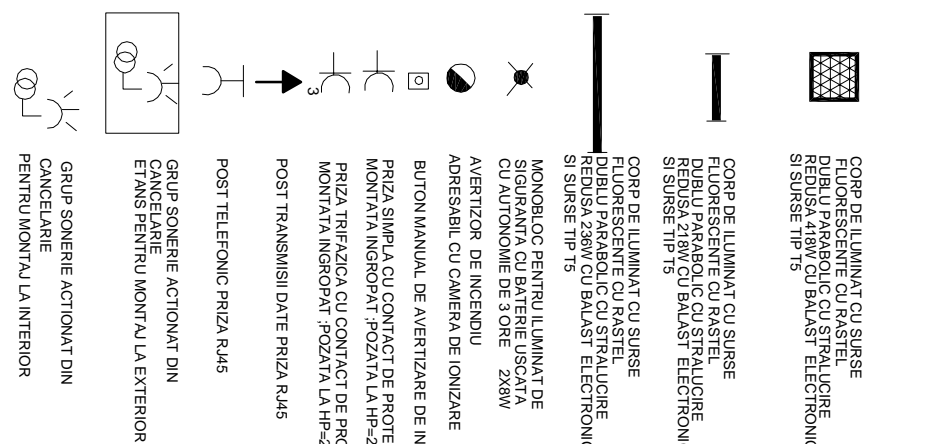 CORP DE ILUMINAT CU SURSE
FLUORESCENTE CU RASTEL
DUBLU PARABOLIC CU STRALUCIRE
REDUSA 418W CU BALAST ELECTRONIC
SI SURSE TIP T5
CORP DE ILUMINAT CU SURSE
FLUORESCENTE CU RASTEL
DUBLU PARABOLIC CU STRALUCIRE
REDUSA 218W CU BALAST ELECTRONI
SI SURSE TIP T5
CORP DE ILUMINAT CU SURSE
FLUORESCENTE CU RASTEL
DUBLU PARABOLIC CU STRALUCIRE
REDUSA 236W CU BALAST ELECTRONIC
SI SURSE TIP T5
MONOBLOC PENTRU ILUMINAT DE
SIGURANTA CU BATERIE USCATA
CU AUTONOMIE DE 3 ORE 2X8W
AVERTIZOR DE INCENDIU
ADRESABIL CU CAMERA DE IONIZARE
BUTON MANUAL DE AVERTIZARE DE IN
PRIZA SIMPLA CU CONTACT DE PROTE
MONTATA INGROPAT ;POZATA LA HP=2
3
PRIZA TRIFAZICA CU CONTACT DE PRO
MONTATA INGROPAT ;POZATA LA HP=2
POST TRANSMISII DATE PRIZA RJ45
POST TELEFONIC PRIZA RJ45
GRUP SONERIE ACTIONAT DIN
CANCELARIE
ETANS PENTRU MONTAJ LA EXTERIOR
GRUP SONERIE ACTIONAT DIN
CANCELARIE
PENTRU MONTAJ LA INTERIOR